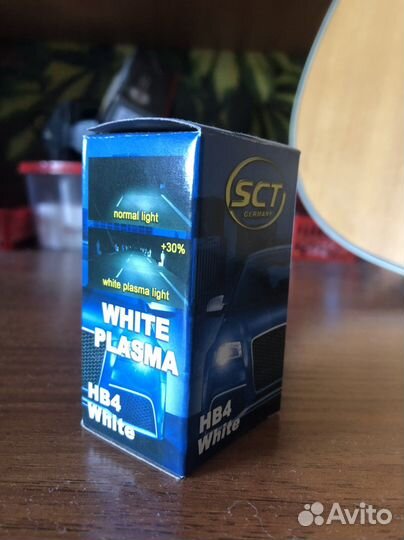 normal light
+30%
white plasma light
WHITE
PLASMA
HB4
White
SCT
GERMANY
HB4
White
Avito